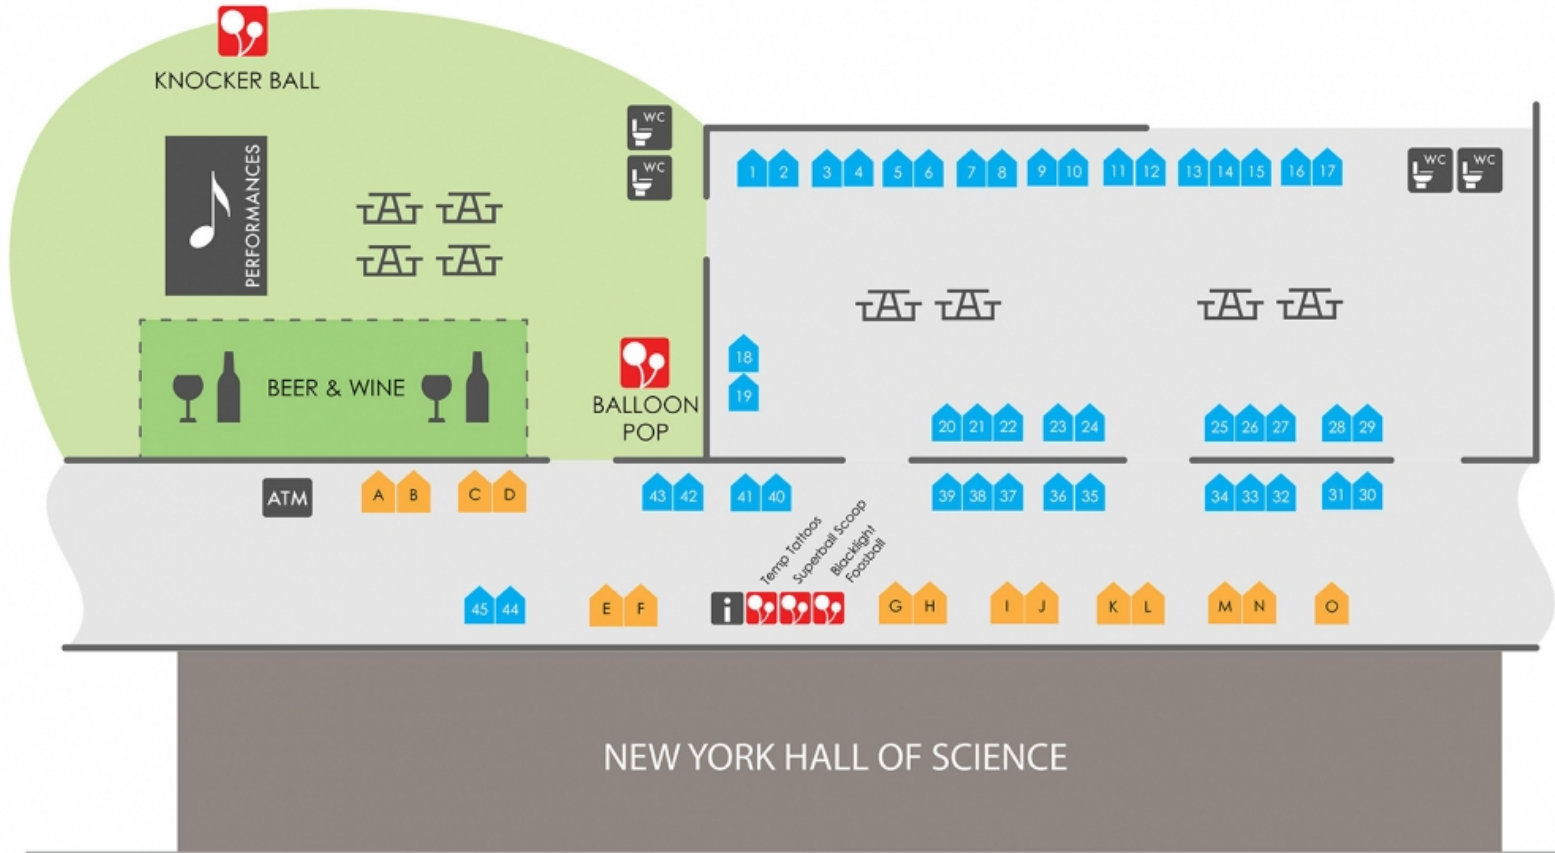 KNOCKER BALL
PERFORMANCES
WC
WC
1 2 3 4 5 6 7 8 9 10 11 12 13 14 15 16 17
WC WC
18
19
BEER & WINE
BALLOON
POP
20 21 22 23 24 25 26 27 28 29
ATM
A B C D
43 42 41 40 39 38 37 36 35 34 33 32 31 30
Temp Tattoos
Superball Scoop
Blacklight
Foosball
45 44 E F i G H I J K L M N O
NEW YORK HALL OF SCIENCE